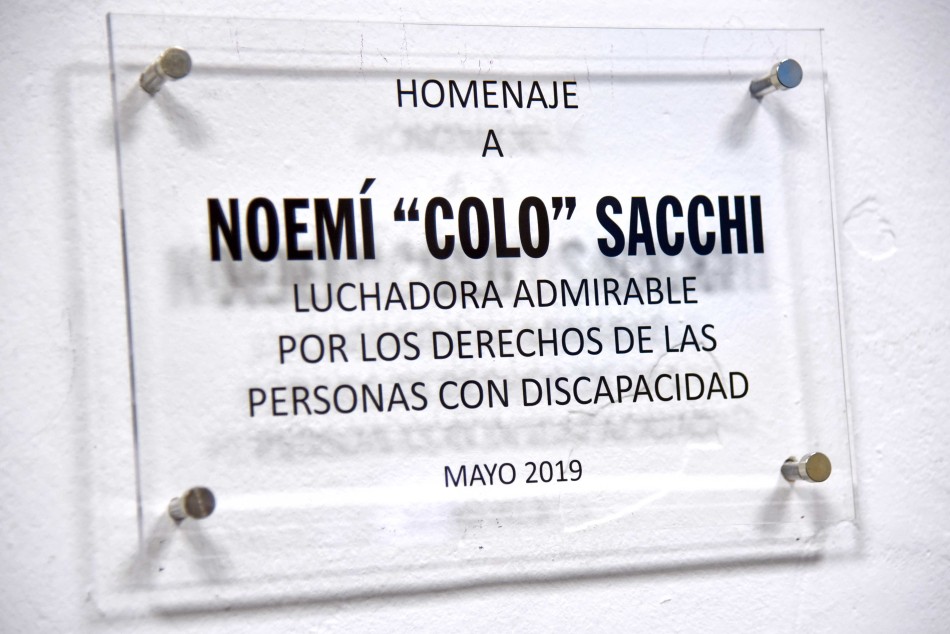 HOMENAJE
A
NOEMÍ “COLO” SACCHI
LUCHADORA ADMIRABLE
POR LOS DERECHOS DE LAS
PERSONAS CON DISCAPACIDAD
MAYO 2019